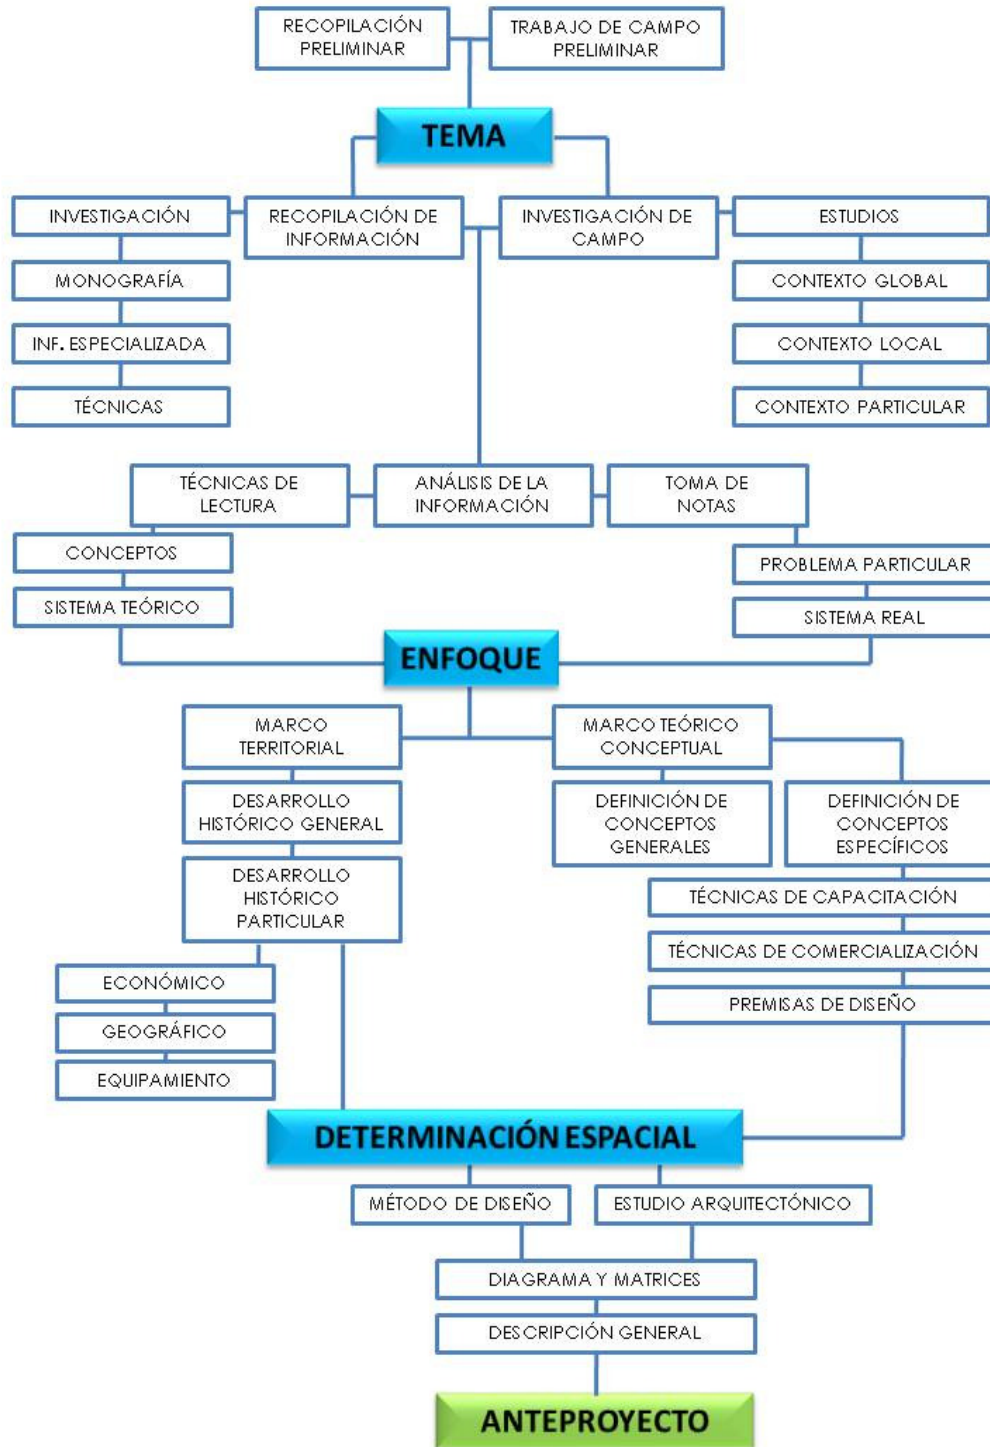 RECOPILACIÓN
PRELIMINAR
TRABAJO DE CAMPO
PRELIMINAR
TEMA
INVESTIGACIÓN
RECOPILACIÓN DE
INFORMACIÓN
INVESTIGACIÓN DE
CAMPO
ESTUDIOS
MONOGRAFÍA
CONTEXTO GLOBAL
INF. ESPECIALIZADA
CONTEXTO LOCAL
TÉCNICAS
CONTEXTO PARTICULAR
TÉCNICAS DE
LECTURA
ANÁLISIS DE LA
INFORMACIÓN
TOMA DE
NOTAS
CONCEPTOS
PROBLEMA PARTICULAR
SISTEMA TEÓRICO
SISTEMA REAL
ENFOQUE
MARCO
TERRITORIAL
MARCO TEÓRICO
CONCEPTUAL
DESARROLLO
HISTÓRICO GENERAL
DEFINICIÓN DE
CONCEPTOS
GENERALES
DEFINICIÓN DE
CONCEPTOS
ESPECÍFICOS
DESARROLLO
HISTÓRICO
PARTICULAR
TÉCNICAS DE CAPACITACIÓN
TÉCNICAS DE COMERCIALIZACIÓN
ECONÓMICO
PREMISAS DE DISEÑO
GEOGRÁFICO
EQUIPAMIENTO
DETERMINACIÓN ESPACIAL
MÉTODO DE DISEÑO
ESTUDIO ARQUITECTÓNICO
DIAGRAMA Y MATRICES
DESCRIPCIÓN GENERAL
ANTEPROYECTO